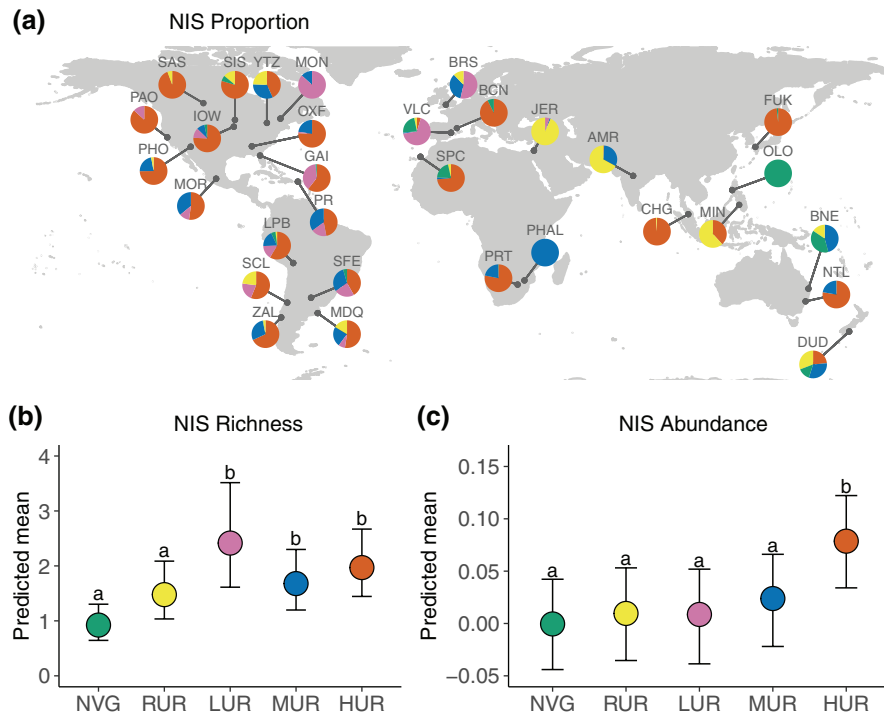 (a) NIS Proportion
SAS SIS YTZ MON BRS
PAO IOW OXF VLC BCN JER FUK
PHO GAI SPC AMR OLO
MOR PR CHG MIN
LPB PHAL BNE
SCL SFE PRT NTL
ZAL MDQ DUD
(b) NIS Richness
Predicted mean
4
3
2
1
0
a a b b b
NVG RUR LUR MUR HUR
(c) NIS Abundance
Predicted mean
0.15
0.10
0.05
0.00
−0.05
a a a a b
NVG RUR LUR MUR HUR